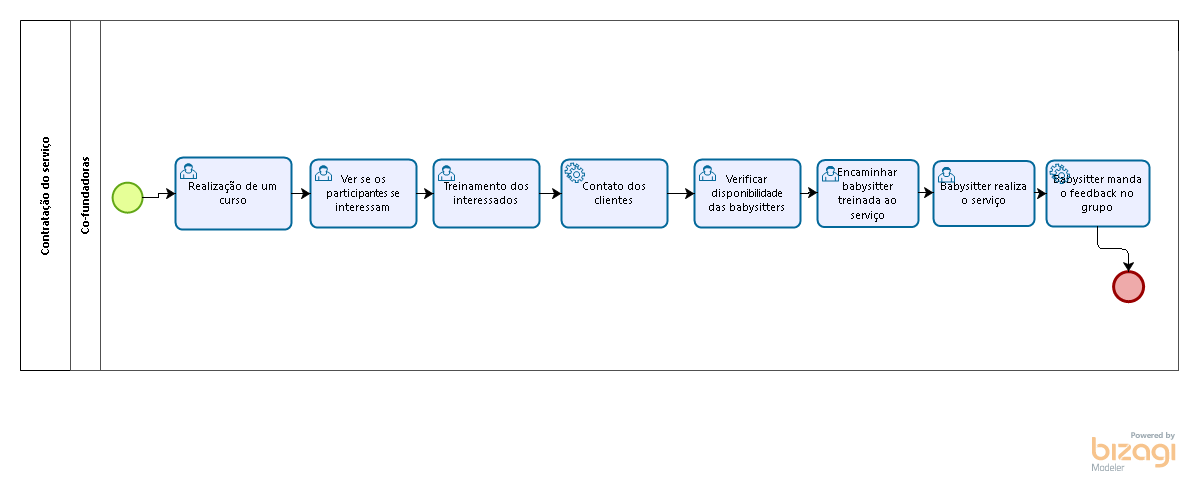 Contratação do serviço
Co-fundadoras
Realização de um
curso
Ver se os
participantes se
interessam
Treinamento dos
interessados
Contato dos
clientes
Verificar
disponibilidade
das babysitters
Encaminhar
babysitter
treinada ao
serviço
Babysitter realiza
o serviço
Babysitter manda
o feedback no
grupo
Powered by
bizagi
Modeler